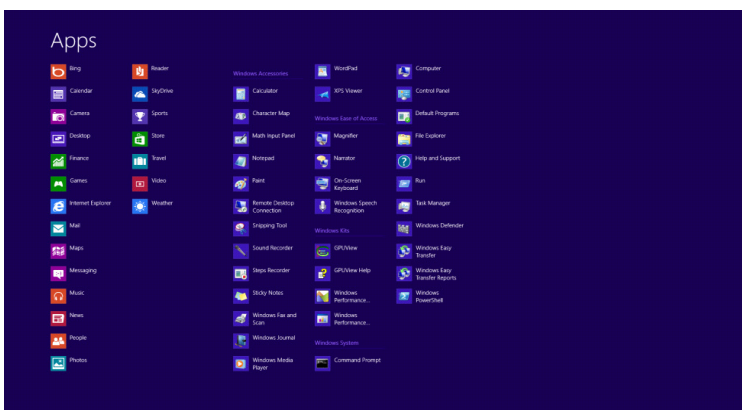 Apps
Bing
Calendar
Camera
Desktop
Finance
Games
Internet Explorer
Mail
Maps
Messaging
Music
News
People
Photos
Reader
SkyDrive
Sports
Store
Travel
Video
Weather
Windows Accessories
Calculator
Character Map
Math Input Panel
Notepad
Paint
Remote Desktop
Connection
Snipping Tool
Sound Recorder
Steps Recorder
Sticky Notes
Windows Fax and
Scan
Windows Journal
Windows Media
Player
WordPad
XPS Viewer
Windows Ease of Access
Magnifier
Narrator
On-Screen
Keyboard
Windows Speech
Recognition
Windows Kits
GPUView
GPUView Help
Windows
Performance...
Windows
Performance...
Windows System
Command Prompt
Computer
Control Panel
Default Programs
File Explorer
Help and Support
Run
Task Manager
Windows Defender
Windows Easy
Transfer
Windows Easy
Transfer Reports
Windows
PowerShell